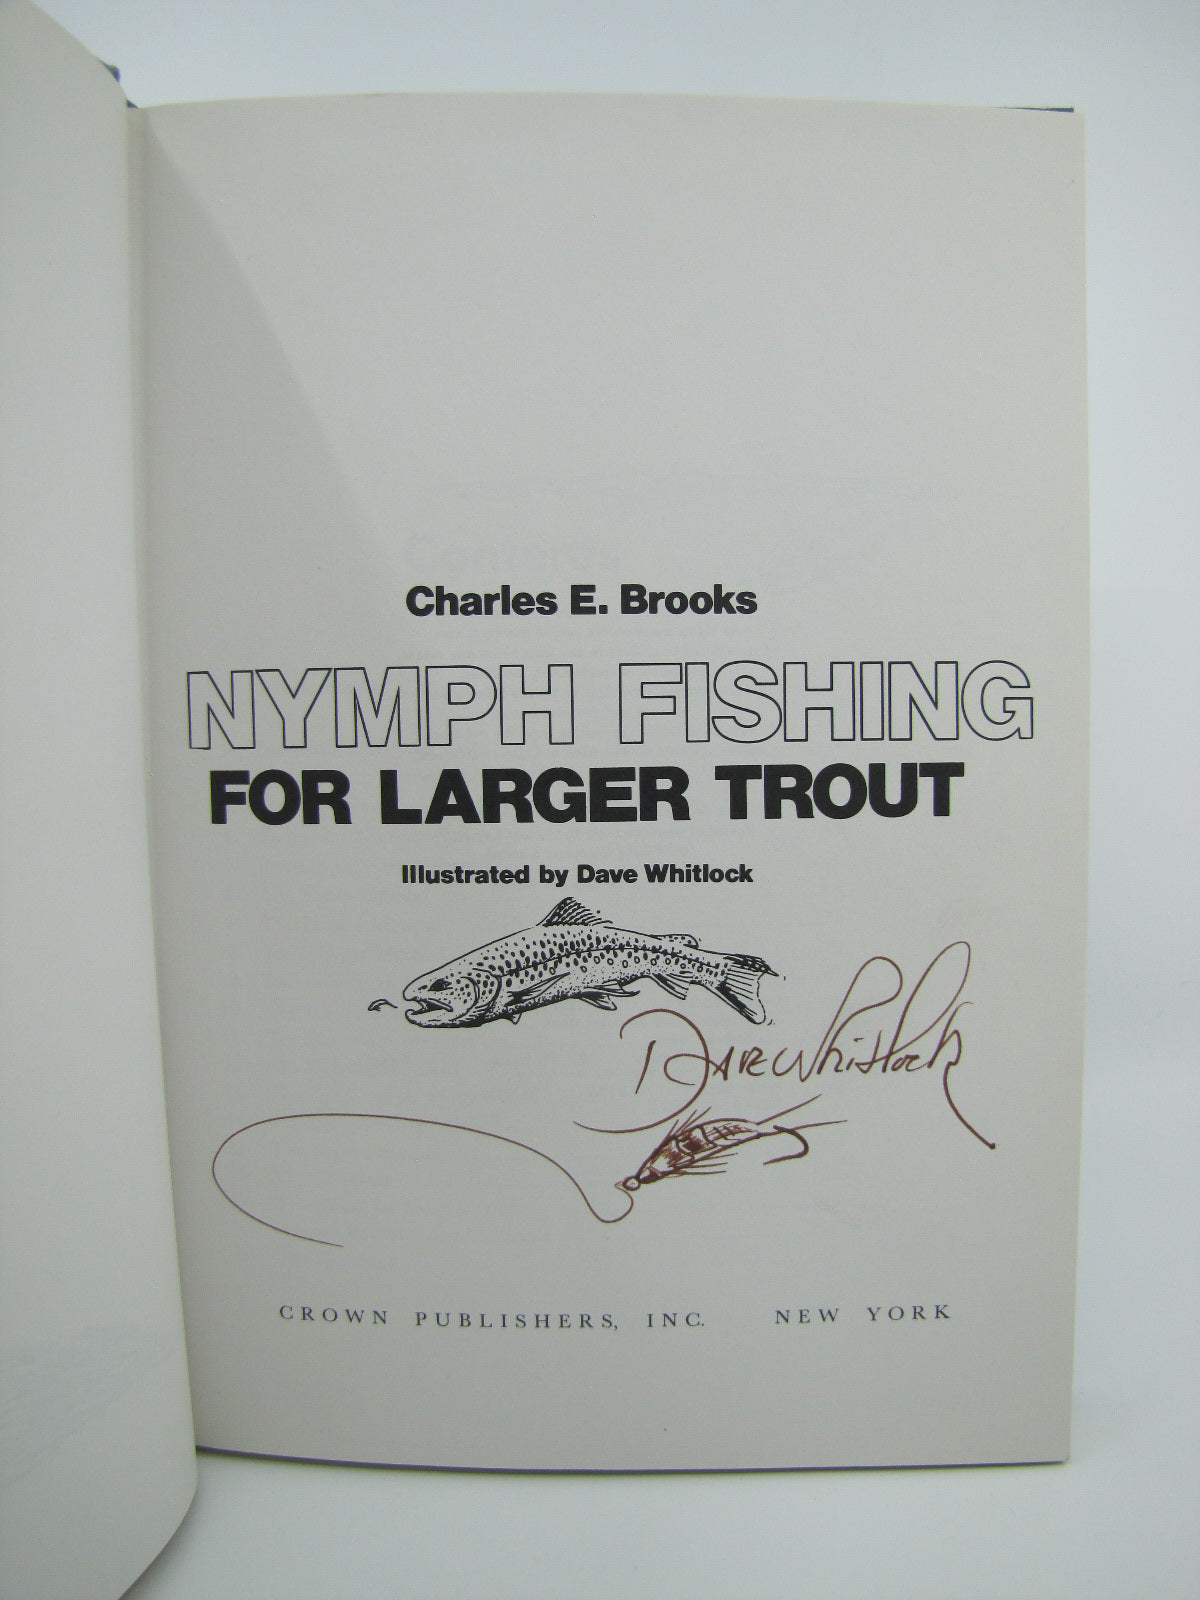 Charles E. Brooks
NYMPH FISHING
FOR LARGER TROUT
Illustrated by Dave Whitlock
Dave Whitlock
CROWN PUBLISHERS, INC. NEW YORK